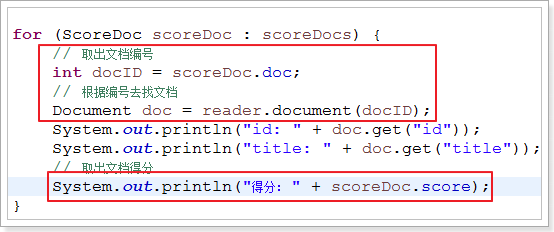 for (ScoreDoc scoreDoc : scoreDocs) {
// 取出文档编号
int docID = scoreDoc.doc;
// 根据编号去找文档
Document doc = reader.document(docID);
System.out.println("id: " + doc.get("id"));
System.out.println("title: " + doc.get("title"));
// 取出文档得分
System.out.println("得分: " + scoreDoc.score);
}